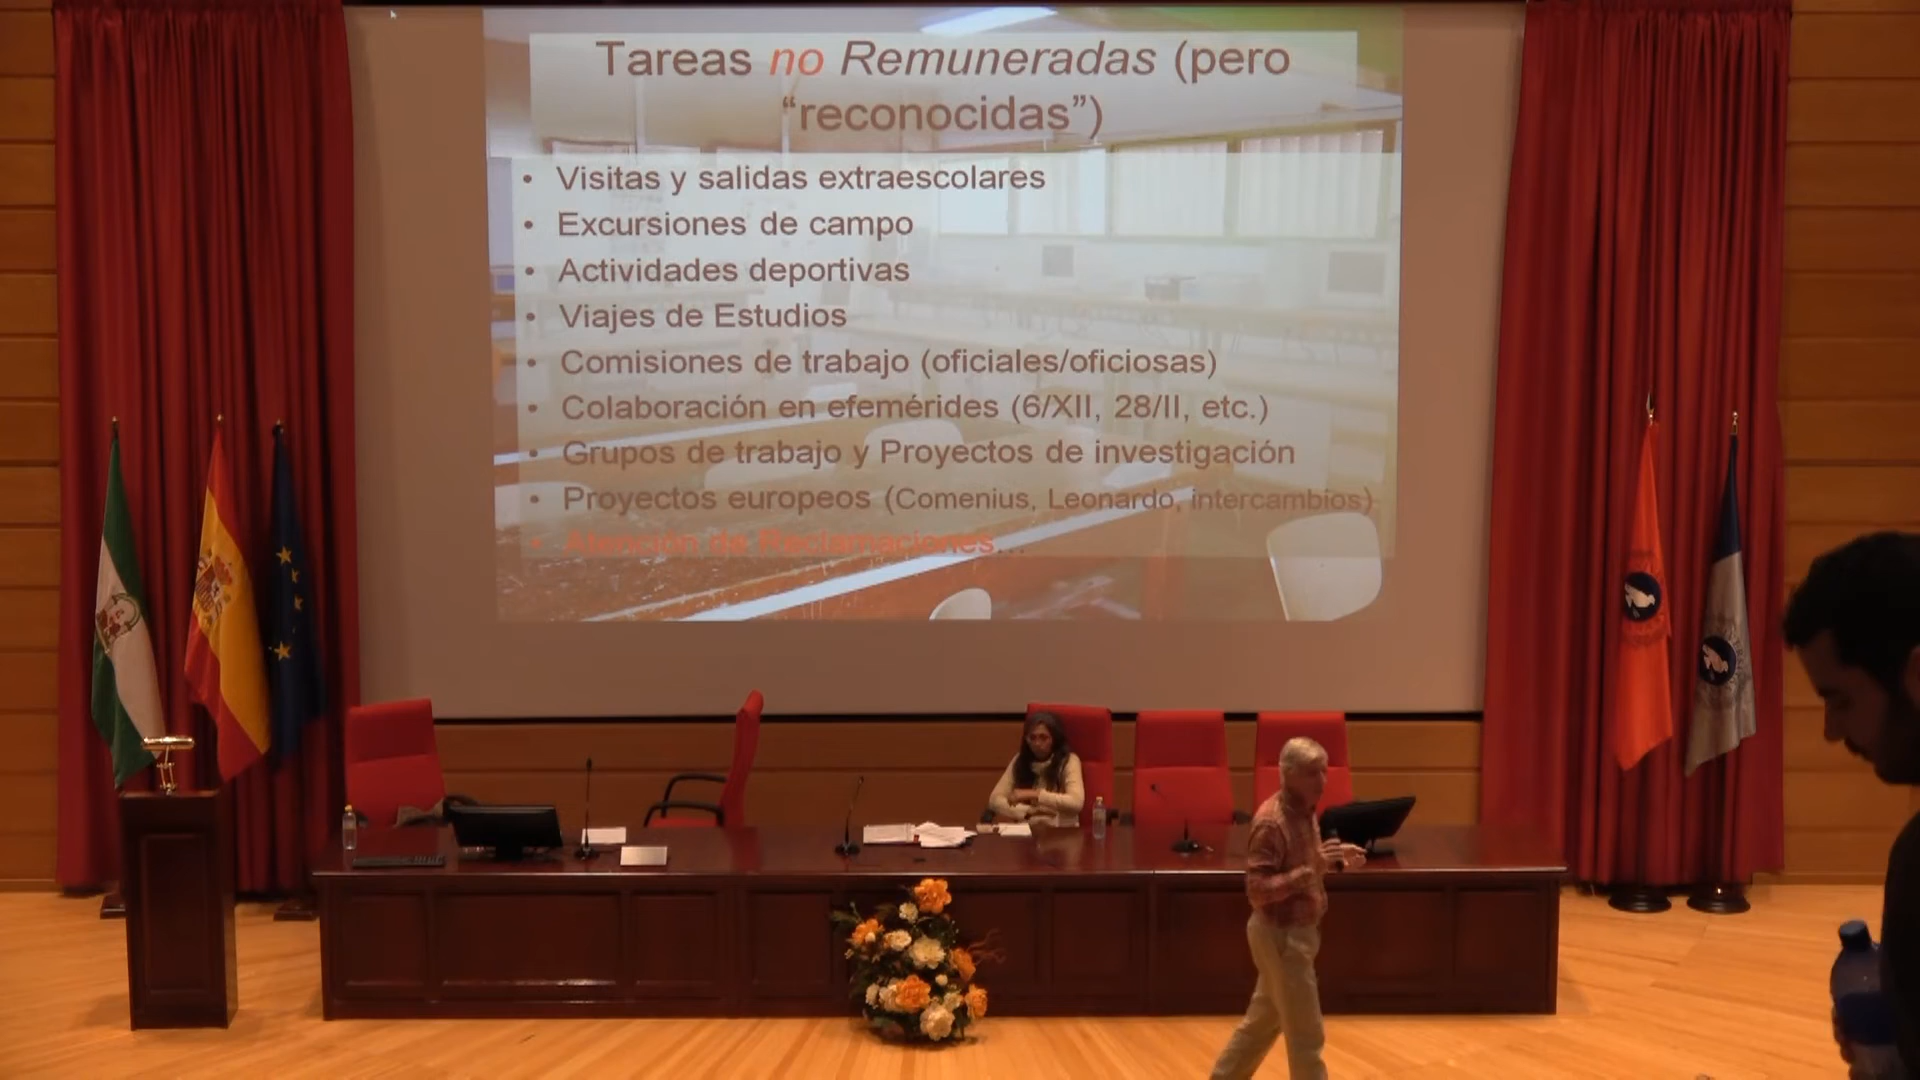 Tareas no Remuneradas (pero
“reconocidas”)
• Visitas y salidas extraescolares
• Excursiones de campo
• Actividades deportivas
• Viajes de Estudios
• Comisiones de trabajo (oficiales/oficiosas)
• Colaboración en efemérides (6/XII, 28/II, etc.)
• Grupos de trabajo y Proyectos de investigación
• Proyectos europeos (Comenius, Leonardo, intercambios)
• Atención de Reclamaciones...